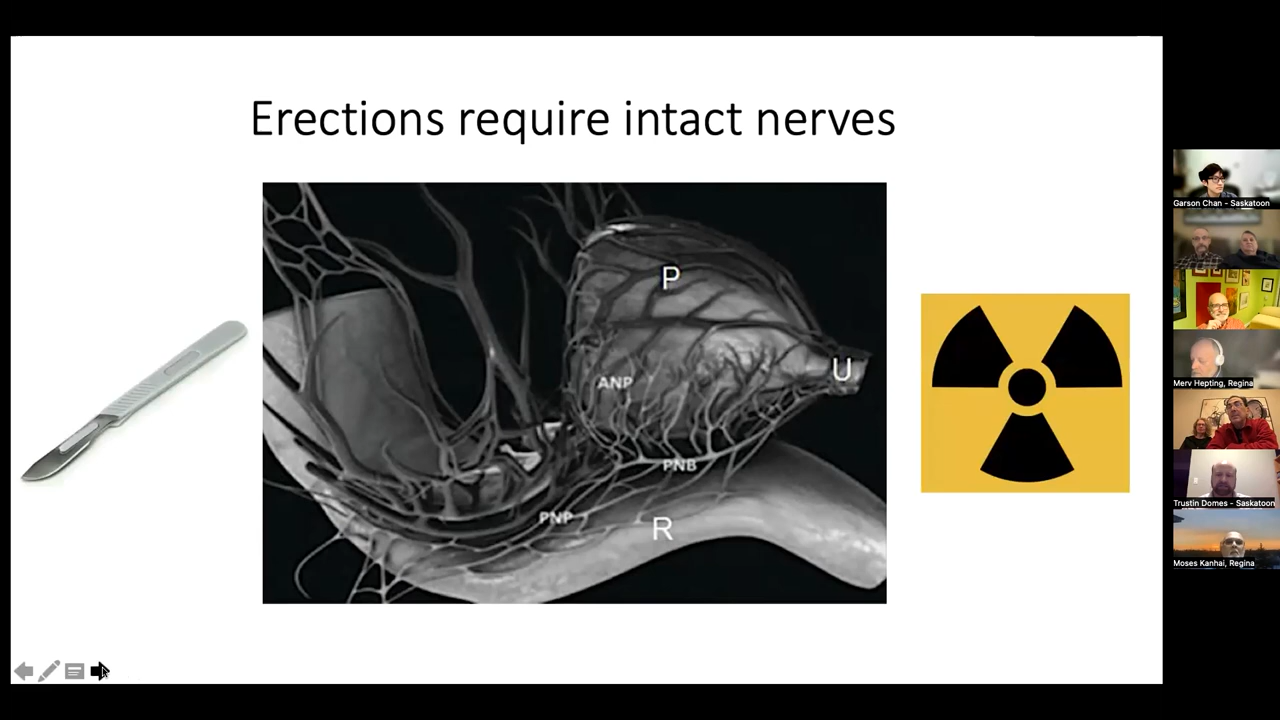 Erections require intact nerves
P
ANP
U
PNB
PNP
R
Garson Chan - Saskatoon
Merv Hepting, Regina
Trustin Domes - Saskatoon
Moses Kanhai, Regina